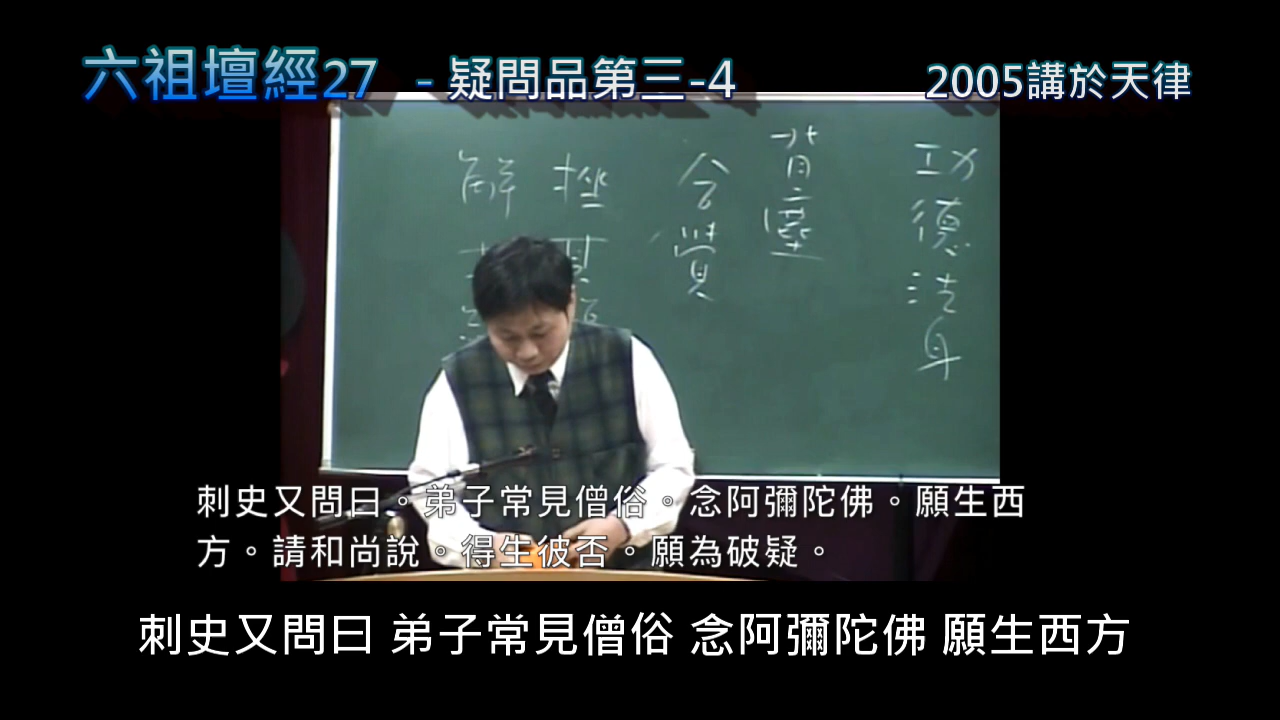 六祖壇經27 - 疑問品第三-4
2005講於天律
功德法身
背塵
合覺
挫其
解
刺史又問曰。弟子常見僧俗。念阿彌陀佛。願生西
方。請和尚說。得生彼否。願為破疑。
刺史又問曰 弟子常見僧俗 念阿彌陀佛 願生西方